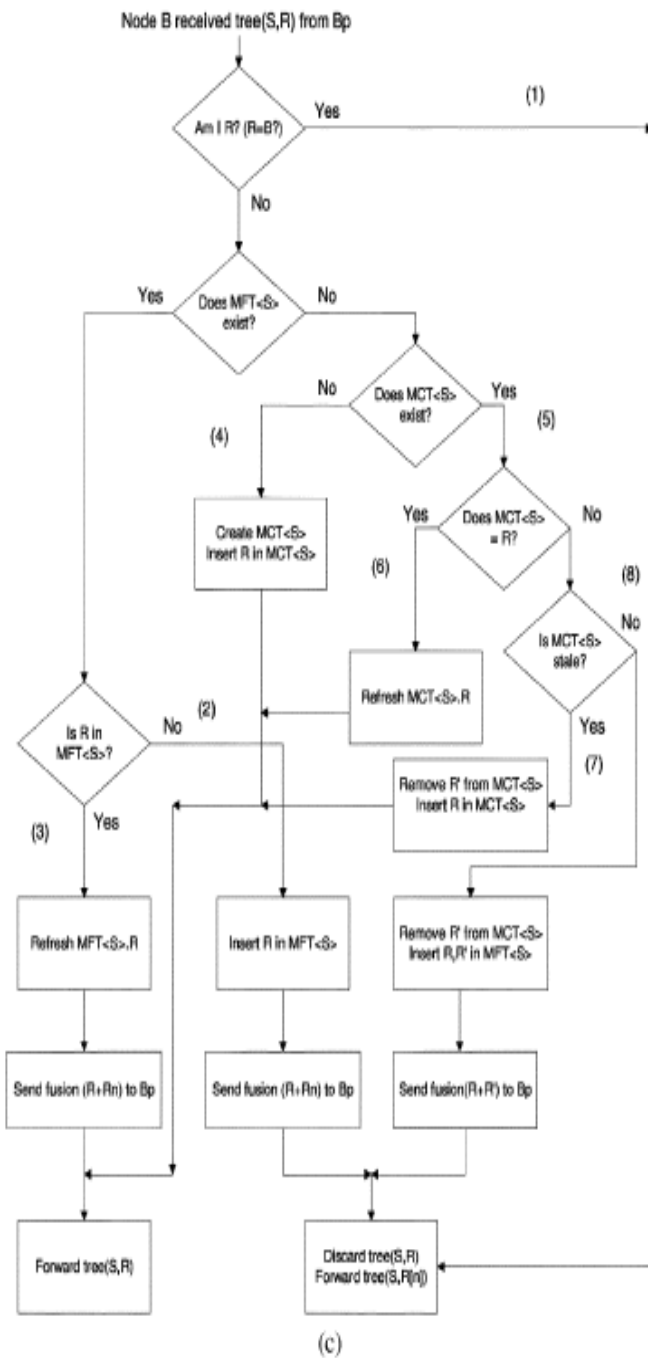 Node B received tree(S,R) from Bp
(1)
Yes
Am I R? (R=B?)
No
Yes
No
Does MFT<S>
exist?
No
Yes
Does MCT<S>
exist?
(4)
(5)
Create MCT<S>
Insert R in MCT<S>
Yes
No
Does MCT<S>
= R?
(6)
(8)
No
Is MCT<S>
stale?
Refresh MCT<S>.R
(2)
No
Yes
Is R in
MFT<S>?
(7)
Remove R' from MCT<S>
Insert R in MCT<S>
(3)
Yes
Refresh MFT<S>.R
Insert R in MFT<S>
Remove R' from MCT<S>
Insert R,R' in MFT<S>
Send fusion (R+Rn) to Bp
Send fusion (R+Rn) to Bp
Send fusion(R+R') to Bp
Forward tree(S,R)
Discard tree(S,R)
Forward tree(S,R[n])
(c)